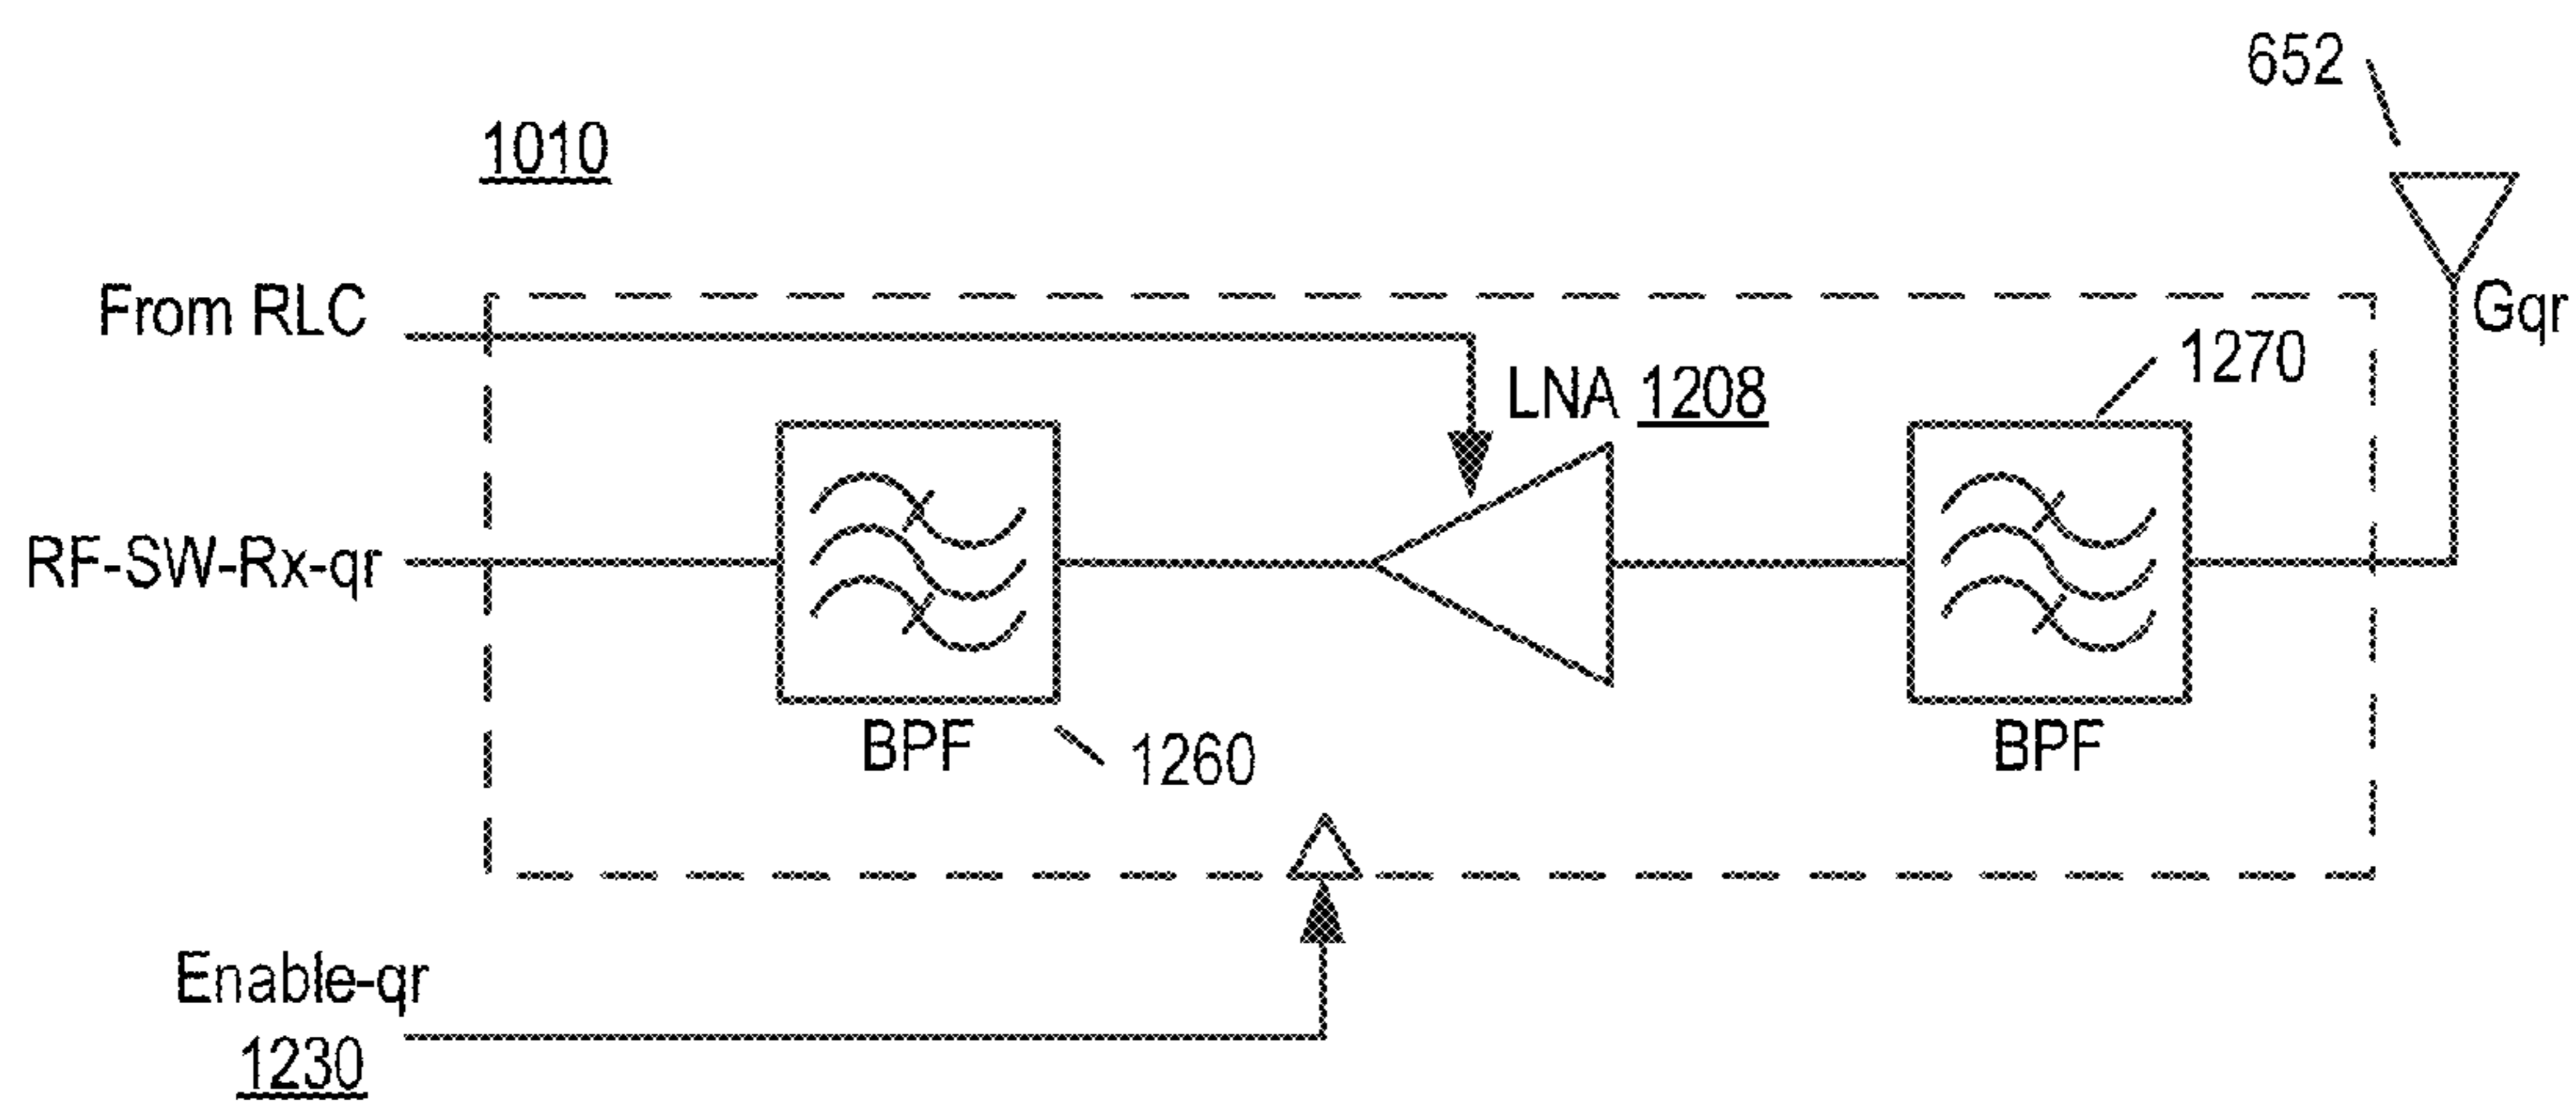 652
1010
From RLC
Gqr
1270
LNA 1208
RF-SW-Rx-qr
BPF
1260
BPF
Enable-qr
1230